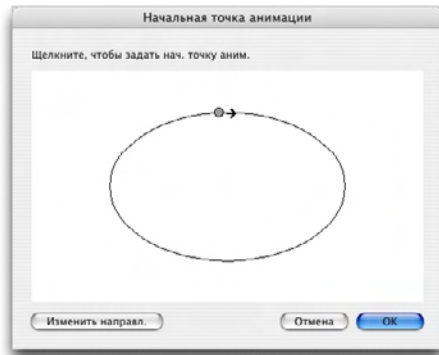 Начальная точка анимации
Щелкните, чтобы задать нач. точку аним.
Изменить направл.
Отмена
OK